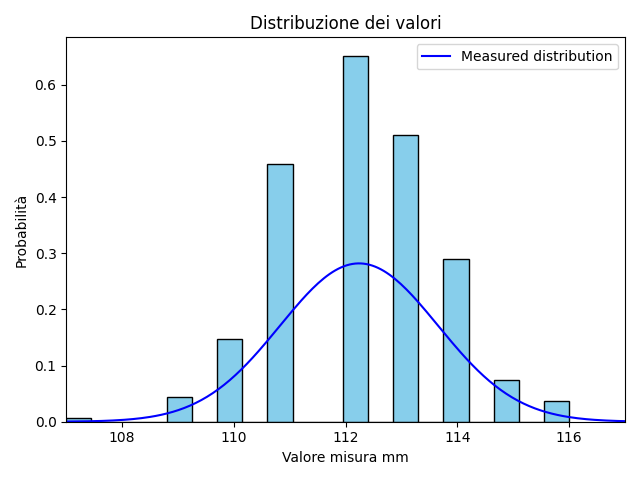 Distribuzione dei valori
Measured distribution
Probabilità
0.6
0.5
0.4
0.3
0.2
0.1
0.0
108 110 112 114 116
Valore misura mm